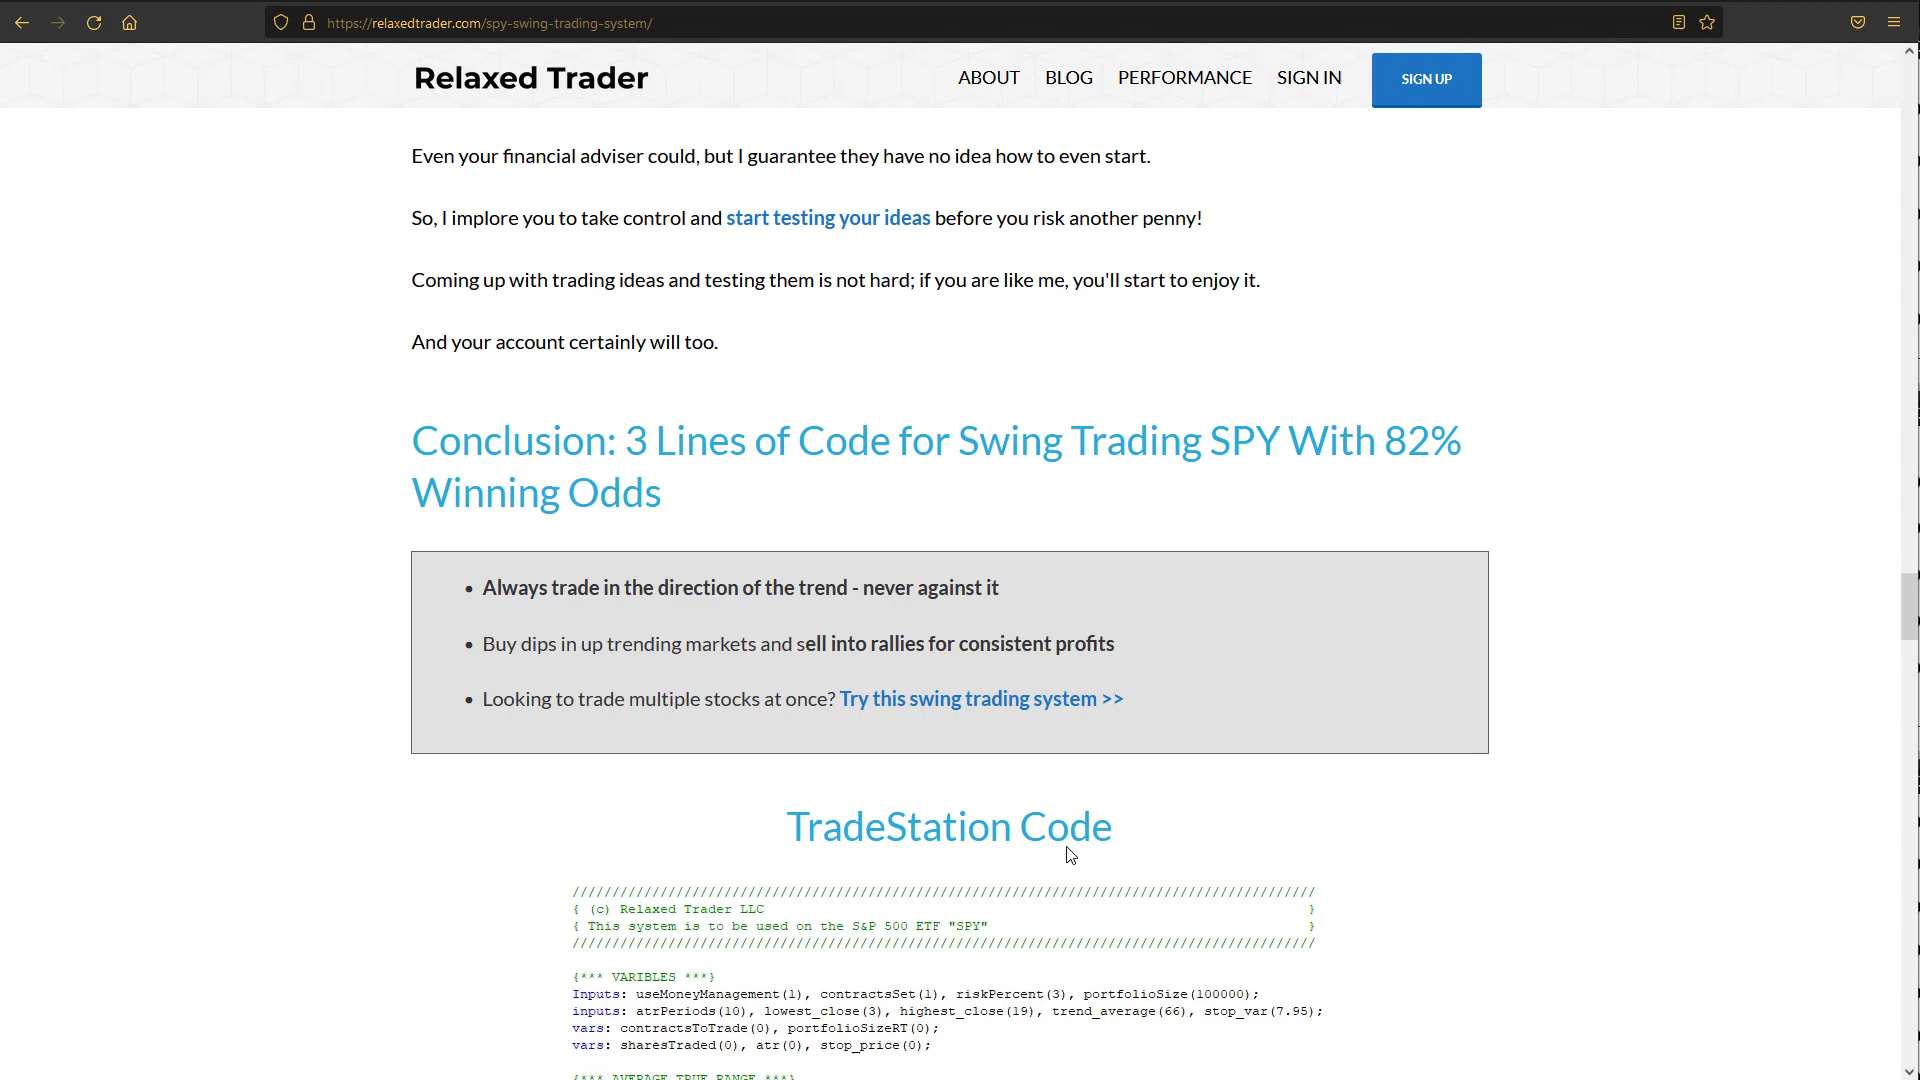 https://relaxedtrader.com/spy-swing-trading-system/
Relaxed Trader
ABOUT BLOG PERFORMANCE SIGN IN SIGN UP
Even your financial adviser could, but I guarantee they have no idea how to even start.
So, I implore you to take control and start testing your ideas before you risk another penny!
Coming up with trading ideas and testing them is not hard; if you are like me, you'll start to enjoy it.
And your account certainly will too.
Conclusion: 3 Lines of Code for Swing Trading SPY With 82%
Winning Odds
• Always trade in the direction of the trend - never against it
• Buy dips in up trending markets and sell into rallies for consistent profits
• Looking to trade multiple stocks at once? Try this swing trading system >>
TradeStation Code
/////////////////////////////////////////////////////////////////////////////////////////////
{ (c) Relaxed Trader LLC }
{ This system is to be used on the S&P 500 ETF "SPY" }
/////////////////////////////////////////////////////////////////////////////////////////////
{*** VARIBLES ***}
Inputs: useMoneyManagement(1), contractsSet(1), riskPercent(3), portfolioSize(100000);
inputs: atrPeriods(10), lowest_close(3), highest_close(19), trend_average(66), stop_var(7.95);
vars: contractsToTrade(0), portfolioSizeRT(0);
vars: sharesTraded(0), atr(0), stop_price(0);
{*** AVERAGE TRUE RANGE ***}